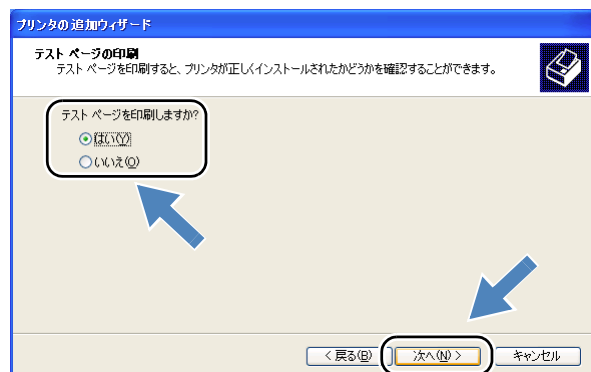 プリンタの追加ウィザード
テスト ページの印刷
テスト ページを印刷すると、プリンタが正しくインストールされたかどうかを確認することができます。
テスト ページを印刷しますか?
はい(Y)
いいえ(O)
< 戻る(B)
次へ(N) >
キャンセル